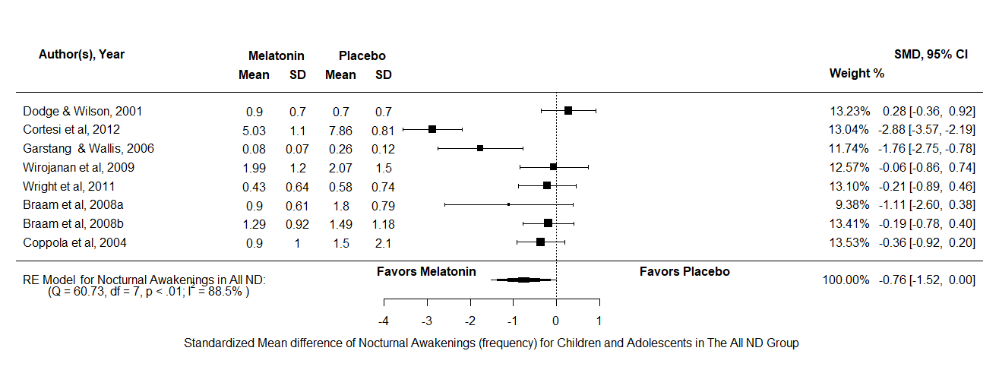 Author(s), Year Melatonin Placebo SMD, 95% CI
Mean SD Mean SD Weight %
Dodge & Wilson, 2001 0.9 0.7 0.7 0.7 13.23% 0.28 [-0.36, 0.92]
Cortesi et al, 2012 5.03 1.1 7.86 0.81 13.04% -2.88 [-3.57, -2.19]
Garstang & Wallis, 2006 0.08 0.07 0.26 0.12 11.74% -1.76 [-2.75, -0.78]
Wirojanan et al, 2009 1.99 1.2 2.07 1.5 12.57% -0.06 [-0.86, 0.74]
Wright et al, 2011 0.43 0.64 0.58 0.74 13.10% -0.21 [-0.89, 0.46]
Braam et al, 2008a 0.9 0.61 1.8 0.79 9.38% -1.11 [-2.60, 0.38]
Braam et al, 2008b 1.29 0.92 1.49 1.18 13.41% -0.19 [-0.78, 0.40]
Coppola et al, 2004 0.9 1 1.5 2.1 13.53% -0.36 [-0.92, 0.20]
Favors Melatonin Favors Placebo
RE Model for Nocturnal Awakenings in All ND: 100.00% -0.76 [-1.52, 0.00]
(Q = 60.73, df = 7, p < .01; I² = 88.5% )
-4 -3 -2 -1 0 1
Standardized Mean difference of Nocturnal Awakenings (frequency) for Children and Adolescents in The All ND Group